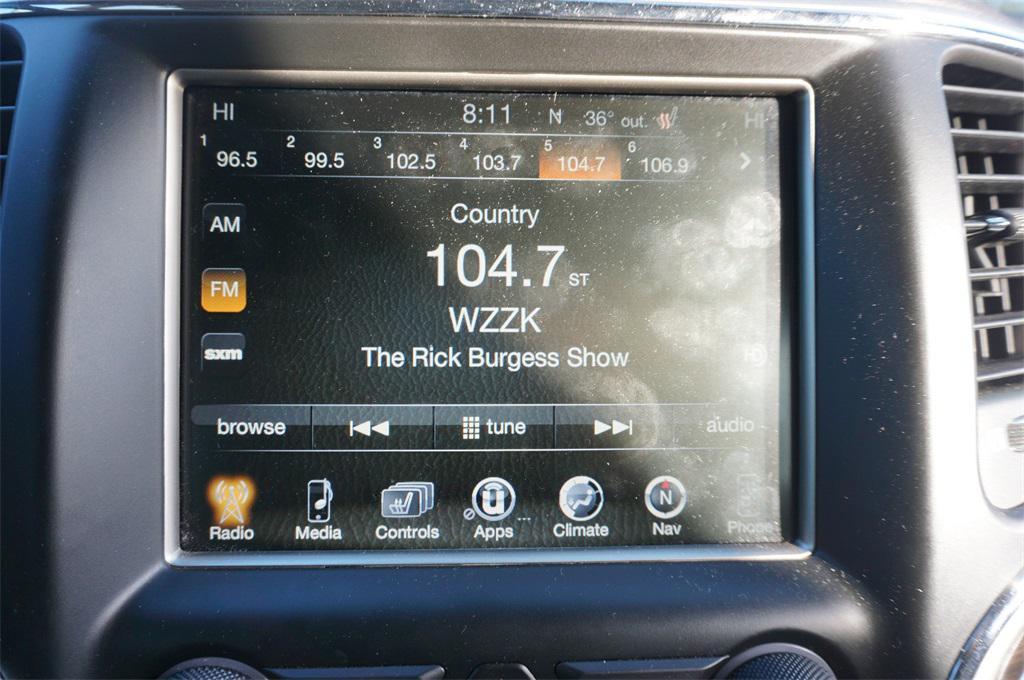 HI 8:11 N 36° out. HI
1 96.5 2 99.5 3 102.5 4 103.7 5 104.7 6 106.9
Country
AM
104.7 ST
FM
WZZK
sxm
The Rick Burgess Show
HD
browse tune audio
N
Radio Media Controls Apps ... Climate Nav Phone